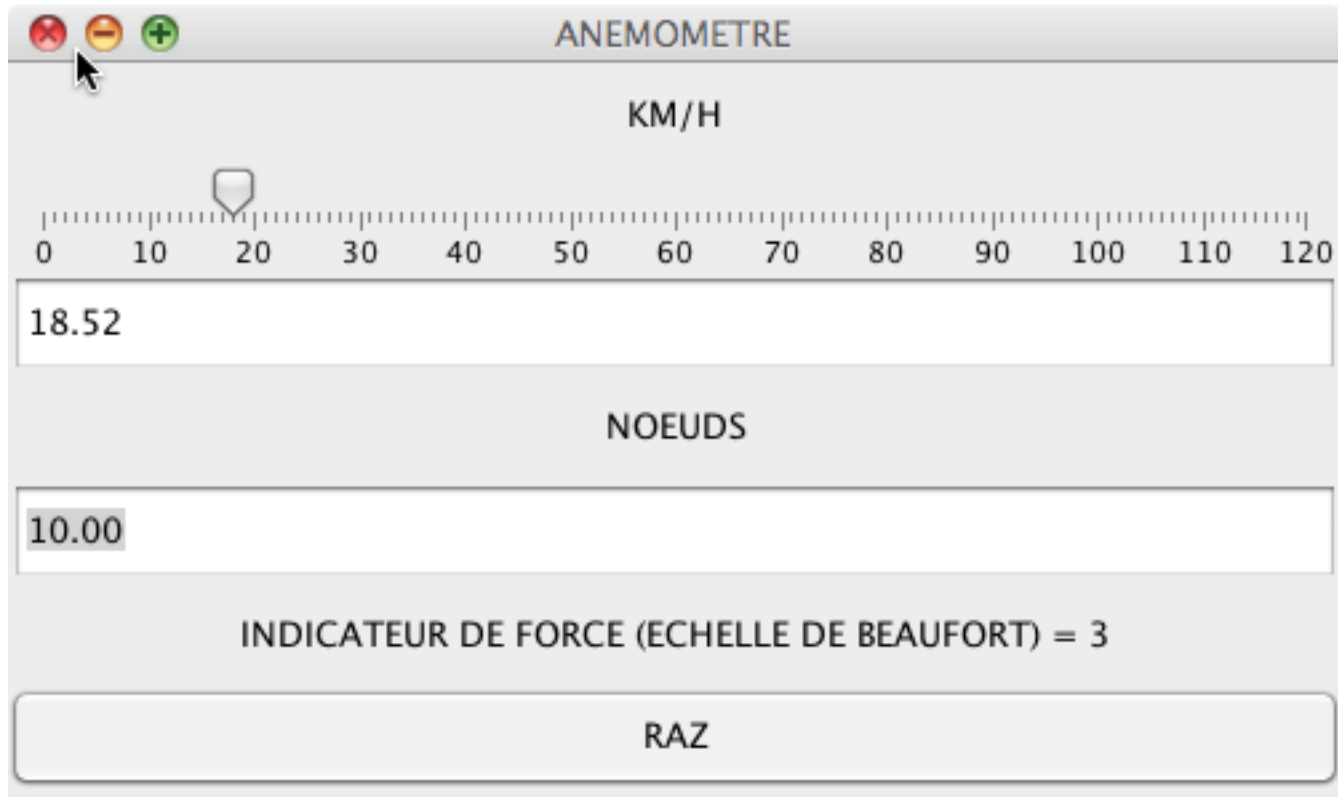 ANEMOMETRE
KM/H
0 10 20 30 40 50 60 70 80 90 100 110 120
18.52
NOEUDS
10.00
INDICATEUR DE FORCE (ECHELLE DE BEAUFORT) = 3
RAZ